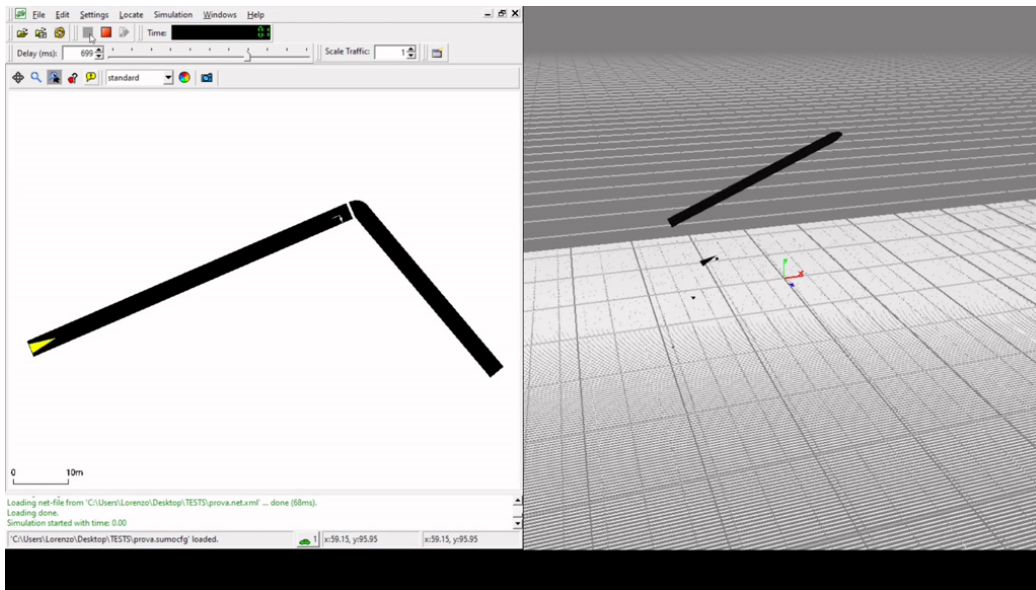 File Edit Settings Locate Simulation Windows Help
Time:
Delay (ms): 699 Scale Traffic: 1
standard
0 10m
Loading net-file from 'C:\Users\Lorenzo\Desktop\TESTS\prova.net.xml' ... done (68ms).
Loading done.
Simulation started with time: 0.00
'C:\Users\Lorenzo\Desktop\TESTS\prova.sumocfg' loaded. 1 x:59.15, y:95.95 x:59.15, y:95.95